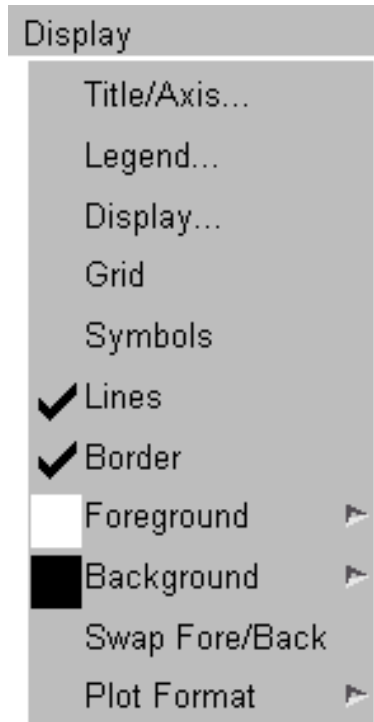 Display
Title/Axis...
Legend...
Display...
Grid
Symbols
Lines
Border
Foreground
Background
Swap Fore/Back
Plot Format